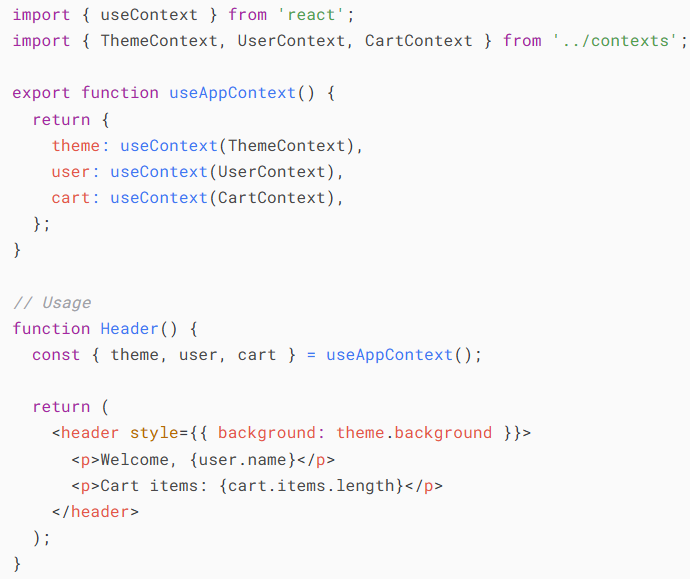 import { useContext } from 'react';
import { ThemeContext, UserContext, CartContext } from '../contexts';

export function useAppContext() {
  return {
    theme: useContext(ThemeContext),
    user: useContext(UserContext),
    cart: useContext(CartContext),
  };
}

// Usage
function Header() {
  const { theme, user, cart } = useAppContext();

  return (
    <header style={{ background: theme.background }}>
      <p>Welcome, {user.name}</p>
      <p>Cart items: {cart.items.length}</p>
    </header>
  );
}